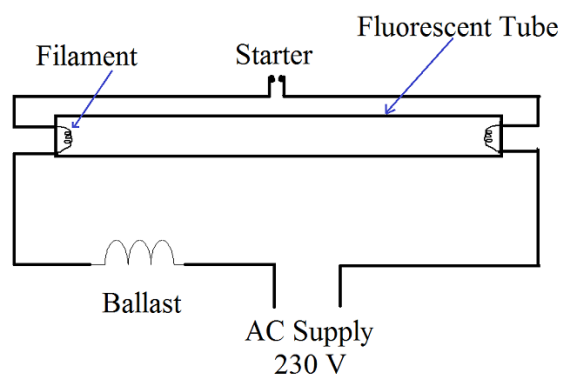 Fluorescent Tube
Filament
Starter
Ballast
AC Supply
230 V